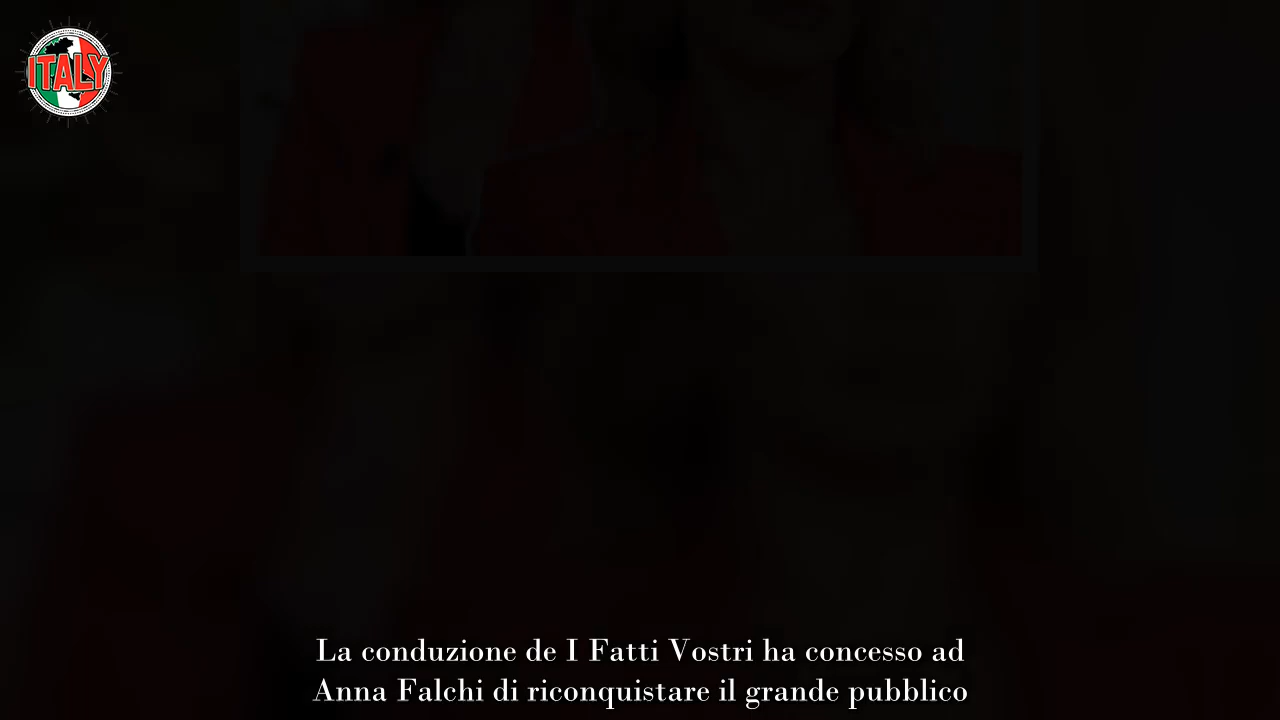 ITALY
La conduzione de I Fatti Vostri ha concesso ad
Anna Falchi di riconquistare il grande pubblico